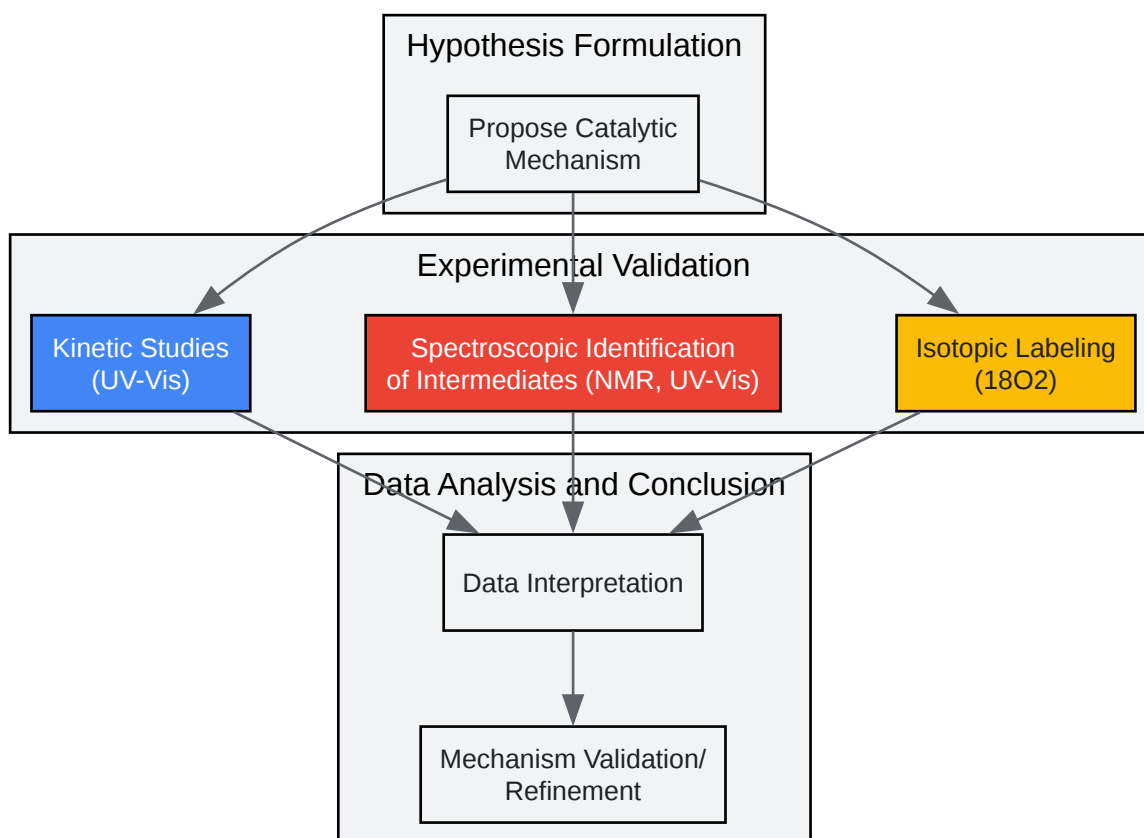 Hypothesis Formulation
Propose Catalytic
Mechanism
Experimental Validation
Kinetic Studies
(UV-Vis)
Spectroscopic Identification
of Intermediates (NMR, UV-Vis)
Isotopic Labeling
(18O2)
Data Analysis and Conclusion
Data Interpretation
Mechanism Validation/
Refinement